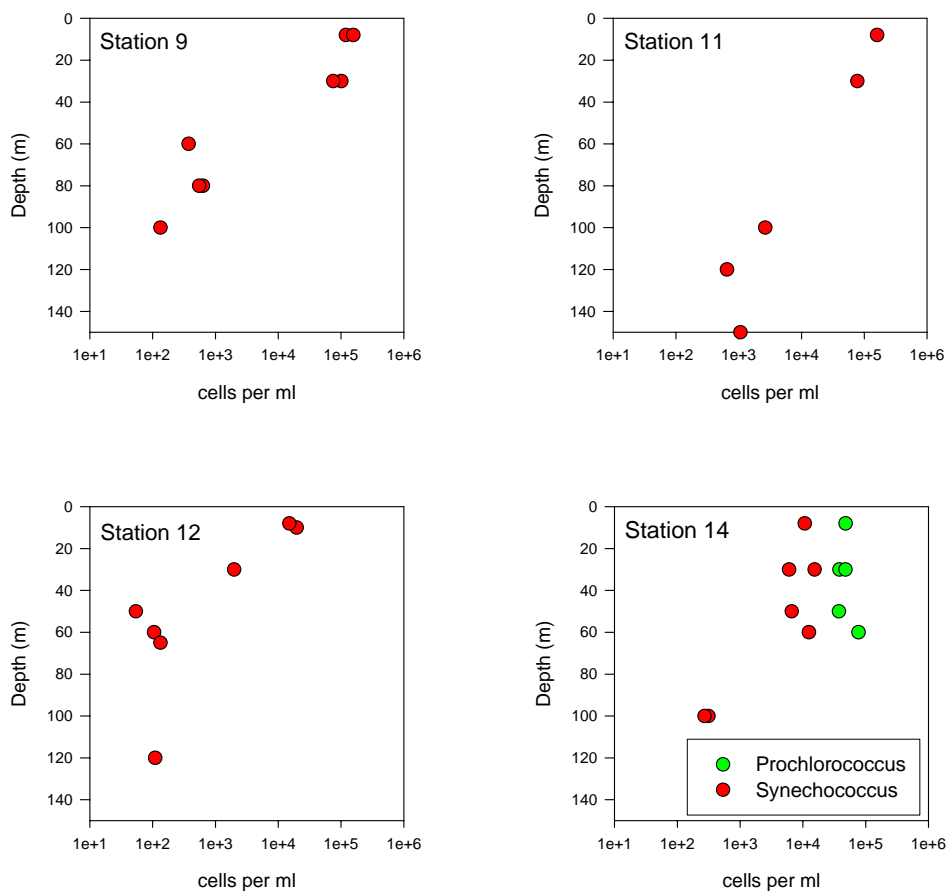 Station 9
Depth (m)
0
20
40
60
80
100
120
140
1e+1 1e+2 1e+3 1e+4 1e+5 1e+6
cells per ml
Station 11
Depth (m)
0
20
40
60
80
100
120
140
1e+1 1e+2 1e+3 1e+4 1e+5 1e+6
cells per ml
Station 12
Depth (m)
0
20
40
60
80
100
120
140
1e+1 1e+2 1e+3 1e+4 1e+5 1e+6
cells per ml
Station 14
Depth (m)
0
20
40
60
80
100
120
140
Prochlorococcus
Synechococcus
1e+1 1e+2 1e+3 1e+4 1e+5 1e+6
cells per ml